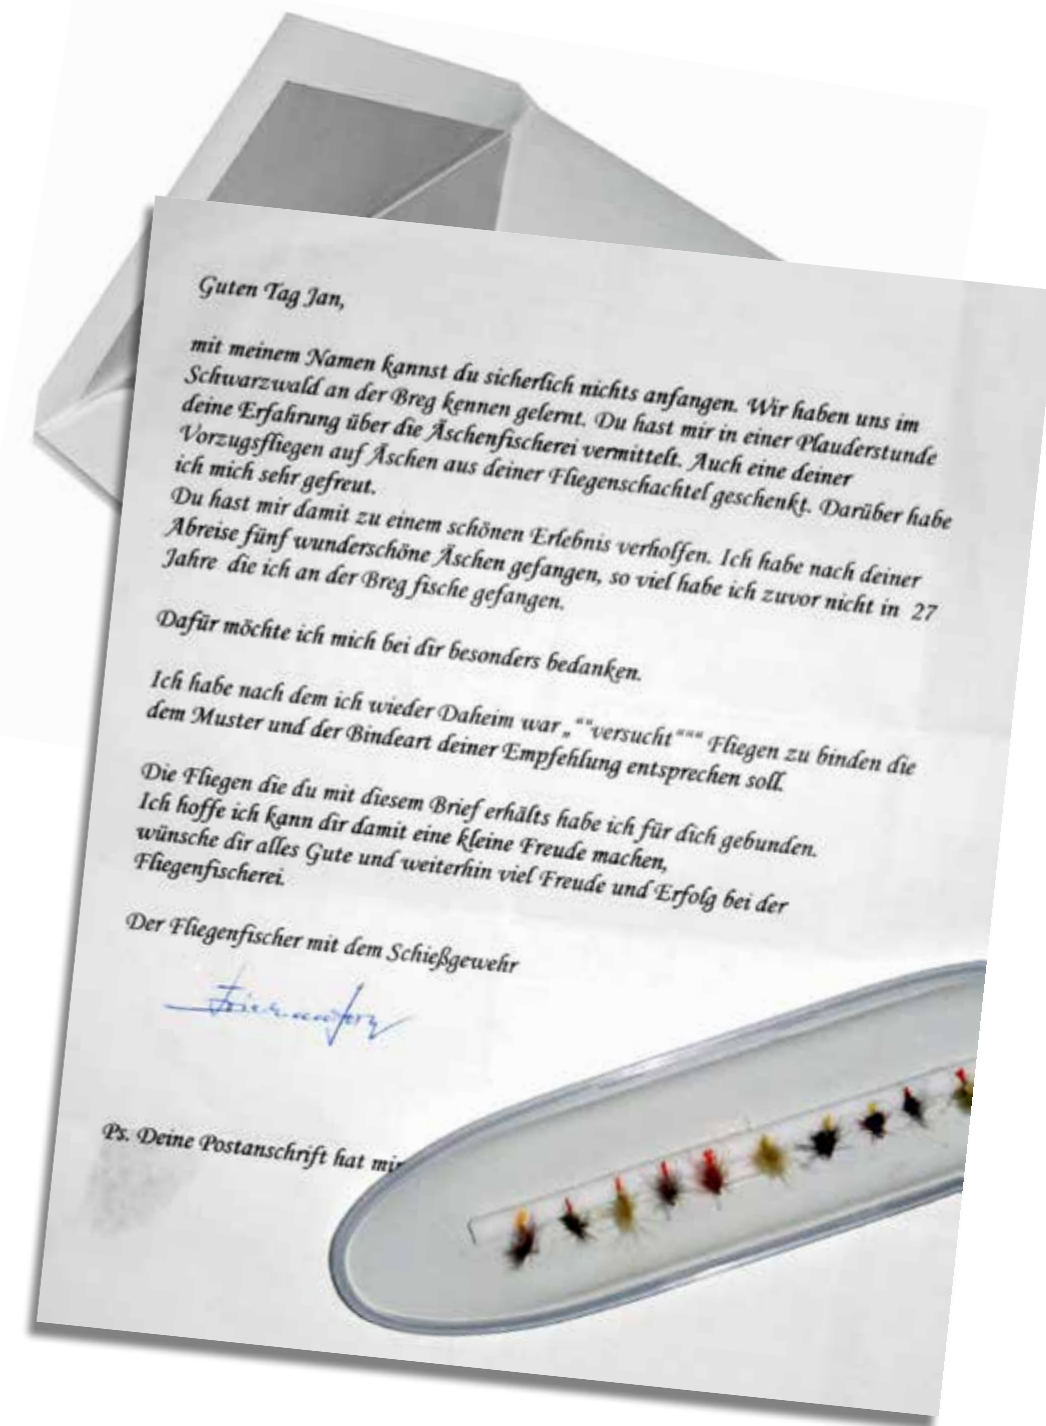 Guten Tag Jan,
mit meinem Namen kannst du sicherlich nichts anfangen. Wir haben uns im
Schwarzwald an der Breg kennen gelernt. Du hast mir in einer Plauderstunde
deine Erfahrung über die Äschenfischerei vermittelt. Auch eine deiner
Vorzugsfliegen auf Äschen aus deiner Fliegenschachtel geschenkt. Darüber habe
ich mich sehr gefreut.
Du hast mir damit zu einem schönen Erlebnis verholfen. Ich habe nach deiner
Abreise fünf wunderschöne Äschen gefangen, so viel habe ich zuvor nicht in 27
Jahre die ich an der Breg fische gefangen.
Dafür möchte ich mich bei dir besonders bedanken.
Ich habe nach dem ich wieder Daheim war „““versucht“““ Fliegen zu binden die
dem Muster und der Bindeart deiner Empfehlung entsprechen soll.
Die Fliegen die du mit diesem Brief erhälts habe ich für dich gebunden.
Ich hoffe ich kann dir damit eine kleine Freude machen,
wünsche dir alles Gute und weiterhin viel Freude und Erfolg bei der
Fliegenfischerei.
Der Fliegenfischer mit dem Schießgewehr
Ps. Deine Postanschrift hat mir